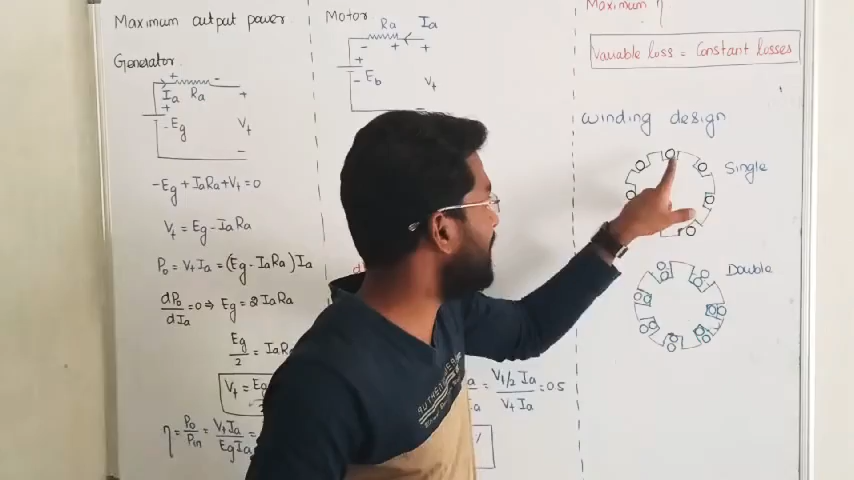 Maximum output power
Generator
Ia Ra
Eg
Vt
-Eg + IaRa + Vt = 0
Vt = Eg - IaRa
Po = Vt Ia = (Eg - IaRa) Ia
dPo/dIa = 0 ⇒ Eg = 2 IaRa
Eg/2 = IaR
Vt = Eg
η = Po/Pin = Vt Ia/Eg Ia =
Motor
Ra Ia
Eb
Vt
= Vt/2 Ia / Vt Ia = 0.5
Maximum η
Variable loss = Constant losses
winding design
Single
Double